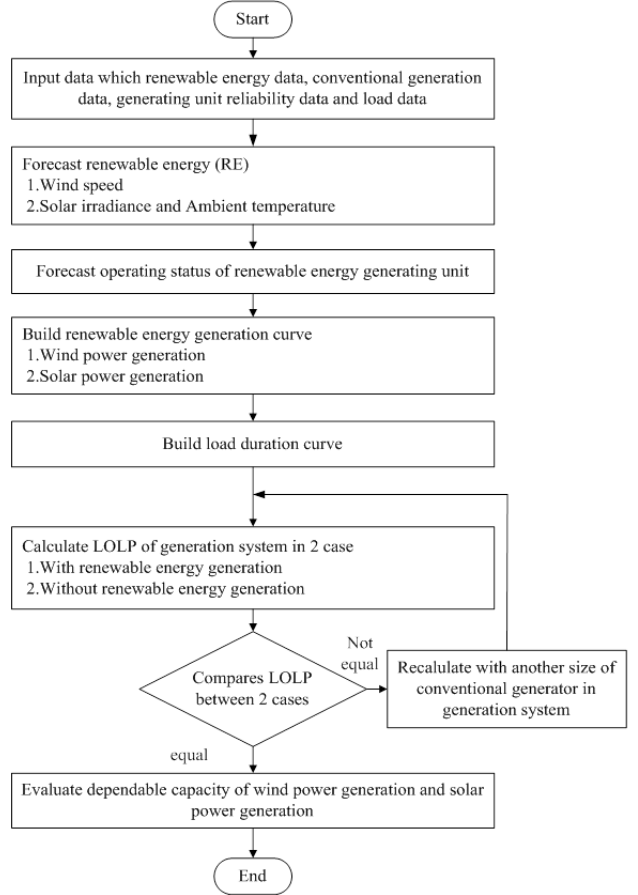 Start
Input data which renewable energy data, conventional generation
data, generating unit reliability data and load data
Forecast renewable energy (RE)
1.Wind speed
2.Solar irradiance and Ambient temperature
Forecast operating status of renewable energy generating unit
Build renewable energy generation curve
1.Wind power generation
2.Solar power generation
Build load duration curve
Calculate LOLP of generation system in 2 case
1.With renewable energy generation
2.Without renewable energy generation
Compares LOLP
between 2 cases
Not
equal
Recalulate with another size of
conventional generator in
generation system
equal
Evaluate dependable capacity of wind power generation and solar
power generation
End